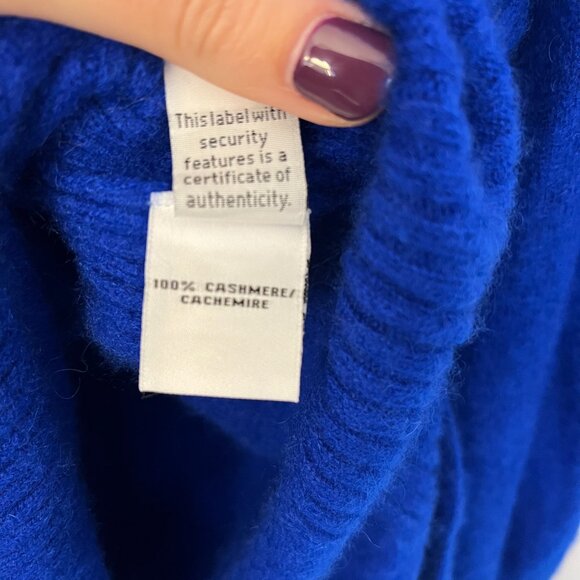 This label with
security
features is a
certificate of
authenticity.
100% CASHMERE/
CACHEMIRE